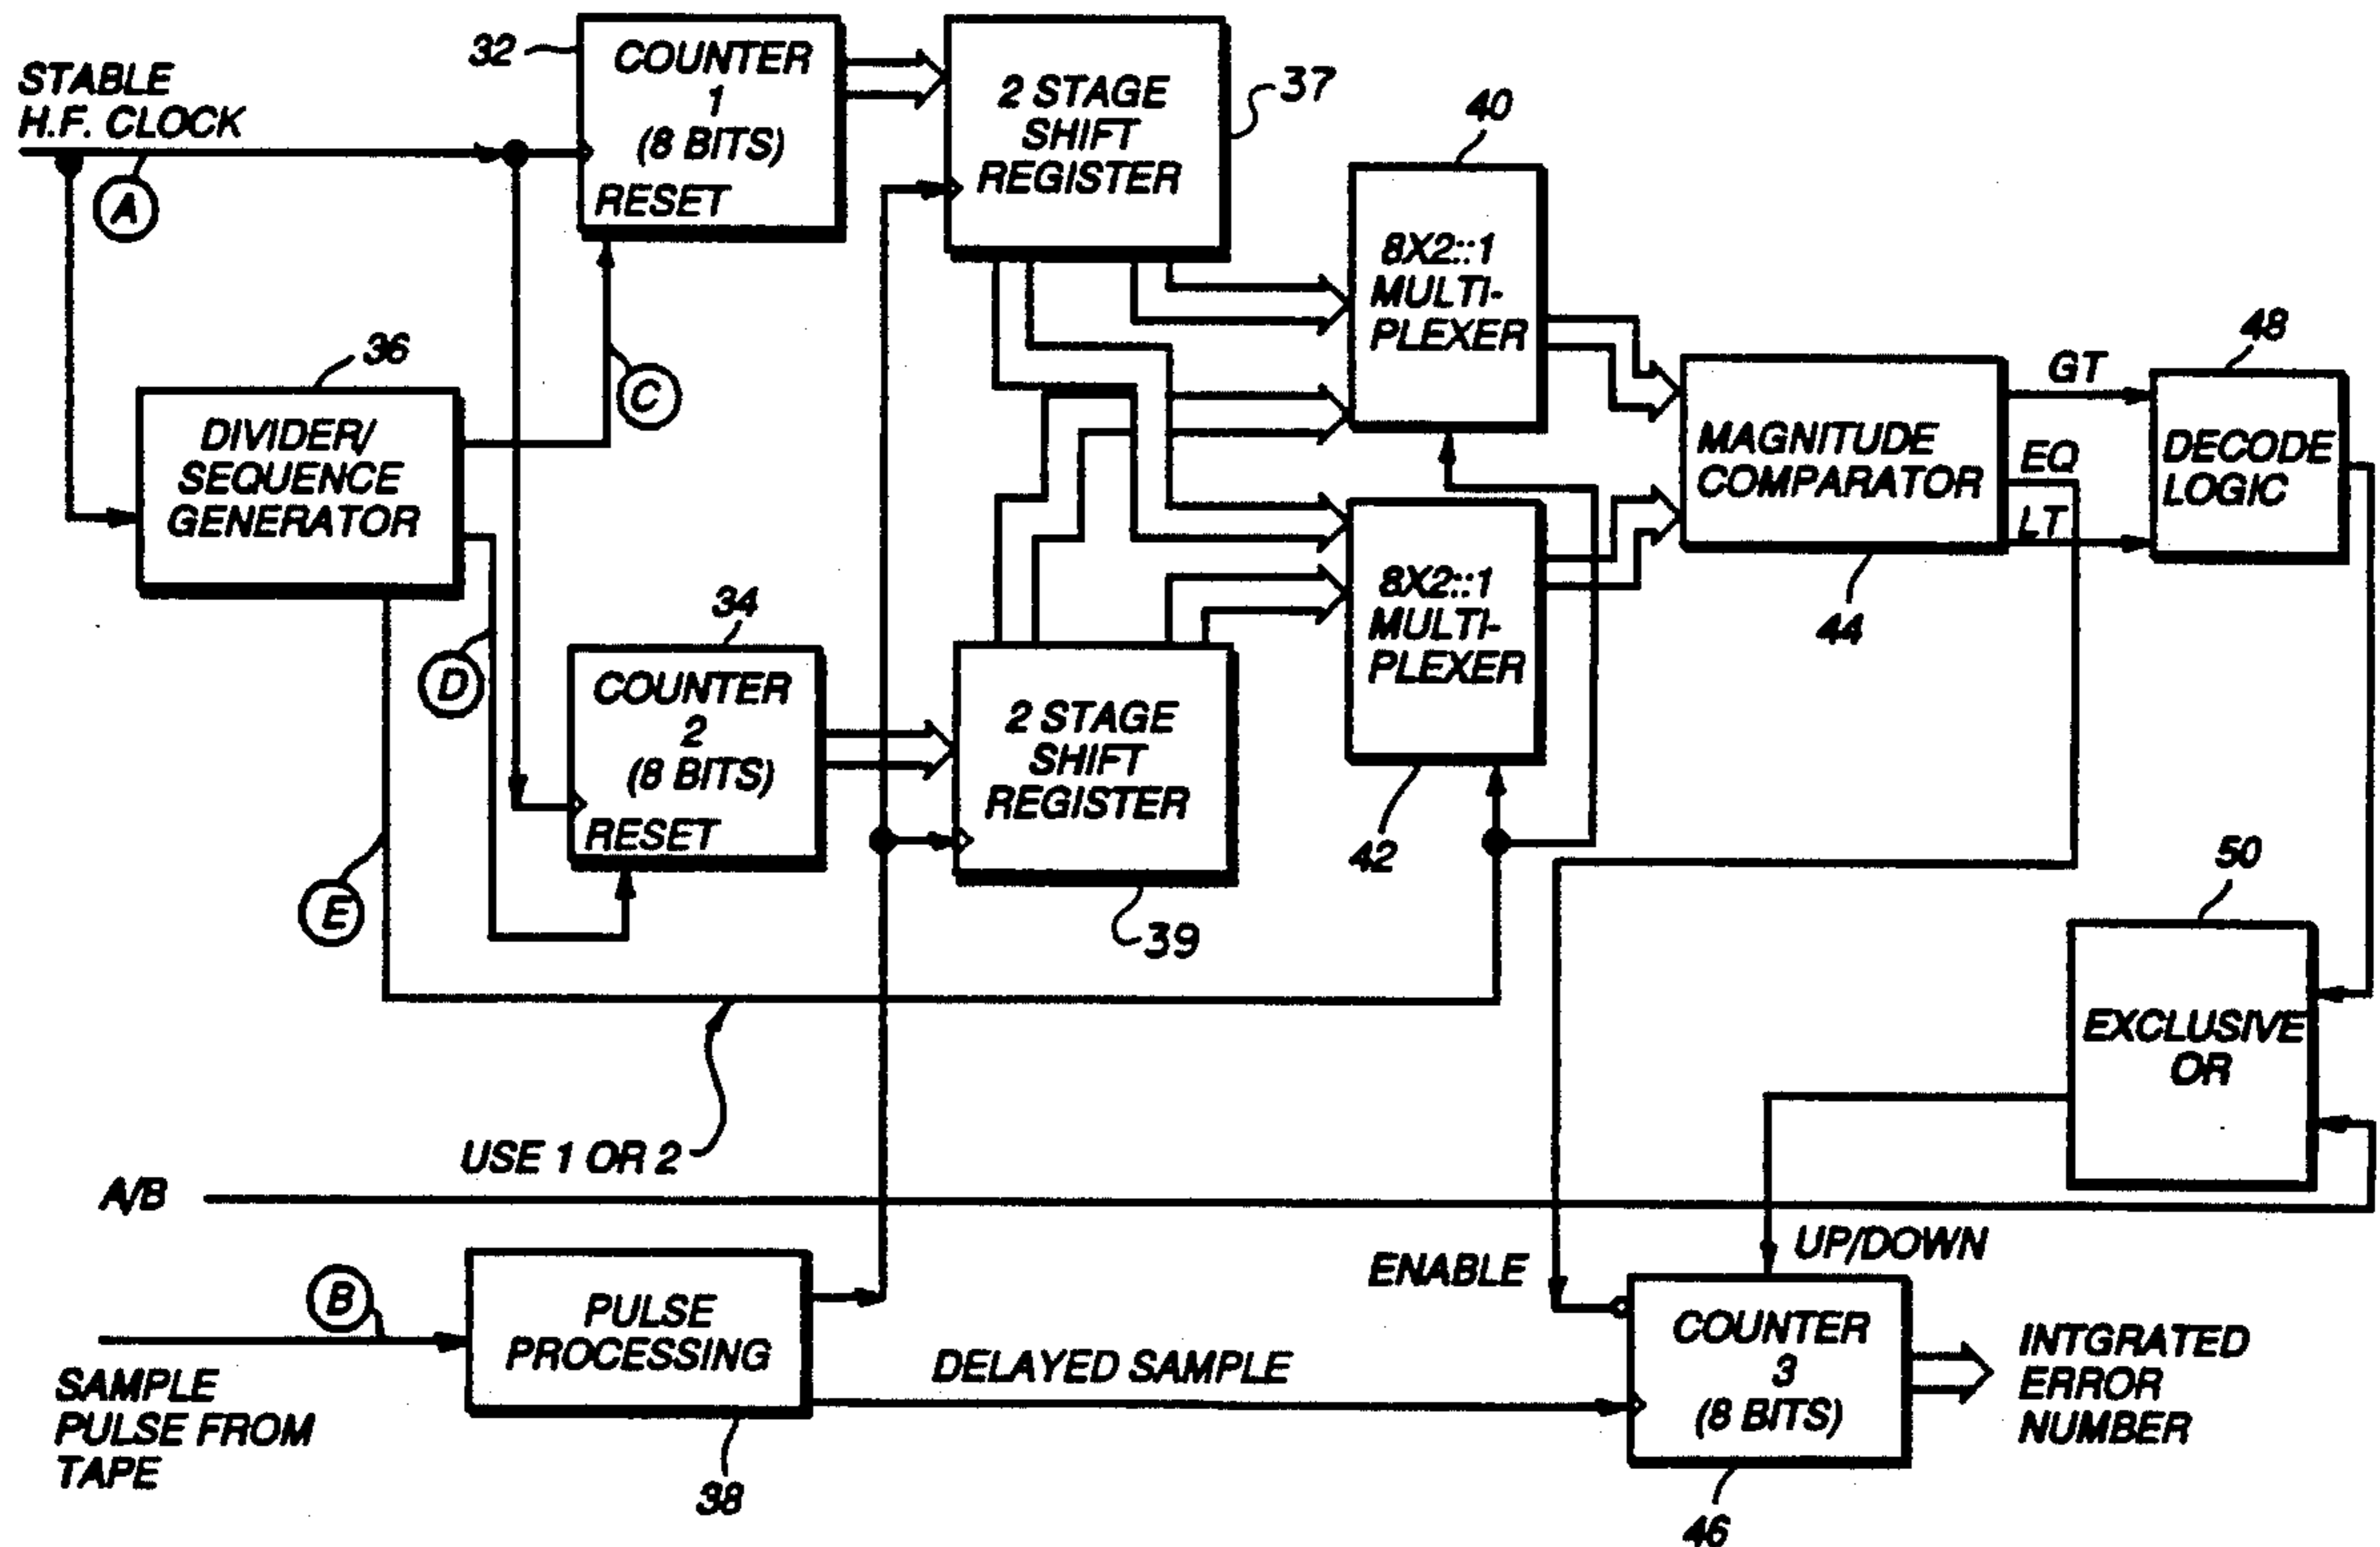 32
COUNTER
1
(8 BITS)
RESET
2 STAGE
SHIFT
REGISTER
37
STABLE
H.F. CLOCK
A
40
8X2::1
MULTI-
PLEXER
36
DIVIDER/
SEQUENCE
GENERATOR
C
GT
EQ
LT
48
DECODE
LOGIC
MAGNITUDE
COMPARATOR
44
D
34
COUNTER
2
(8 BITS)
RESET
2 STAGE
SHIFT
REGISTER
39
8X2::1
MULTI-
PLEXER
42
E
50
EXCLUSIVE
OR
USE 1 OR 2
A/B
B
PULSE
PROCESSING
38
SAMPLE
PULSE FROM
TAPE
DELAYED SAMPLE
ENABLE
UP/DOWN
COUNTER
3
(8 BITS)
46
INTGRATED
ERROR
NUMBER